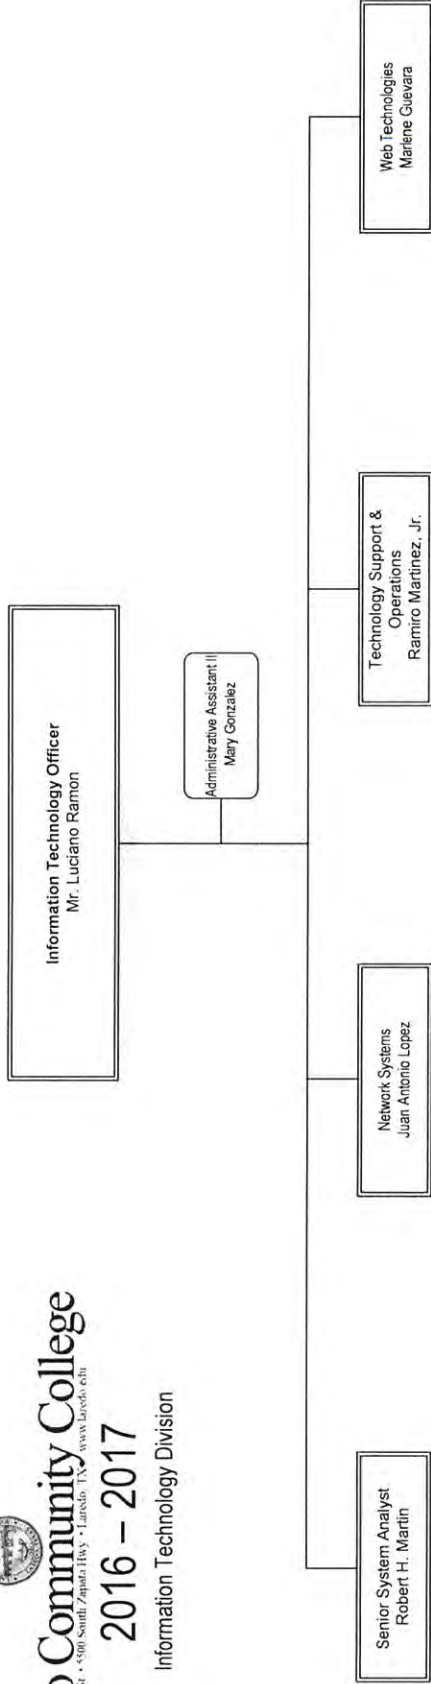 Community College
5500 South Zapata Hwy • Laredo, TX • www.laredo.edu
2016 – 2017
Information Technology Division
Information Technology Officer
Mr. Luciano Ramon
Administrative Assistant II
Mary Gonzalez
Senior System Analyst
Robert H. Martin
Network Systems
Juan Antonio Lopez
Technology Support &
Operations
Ramiro Martinez, Jr.
Web Technologies
Marlene Guevara